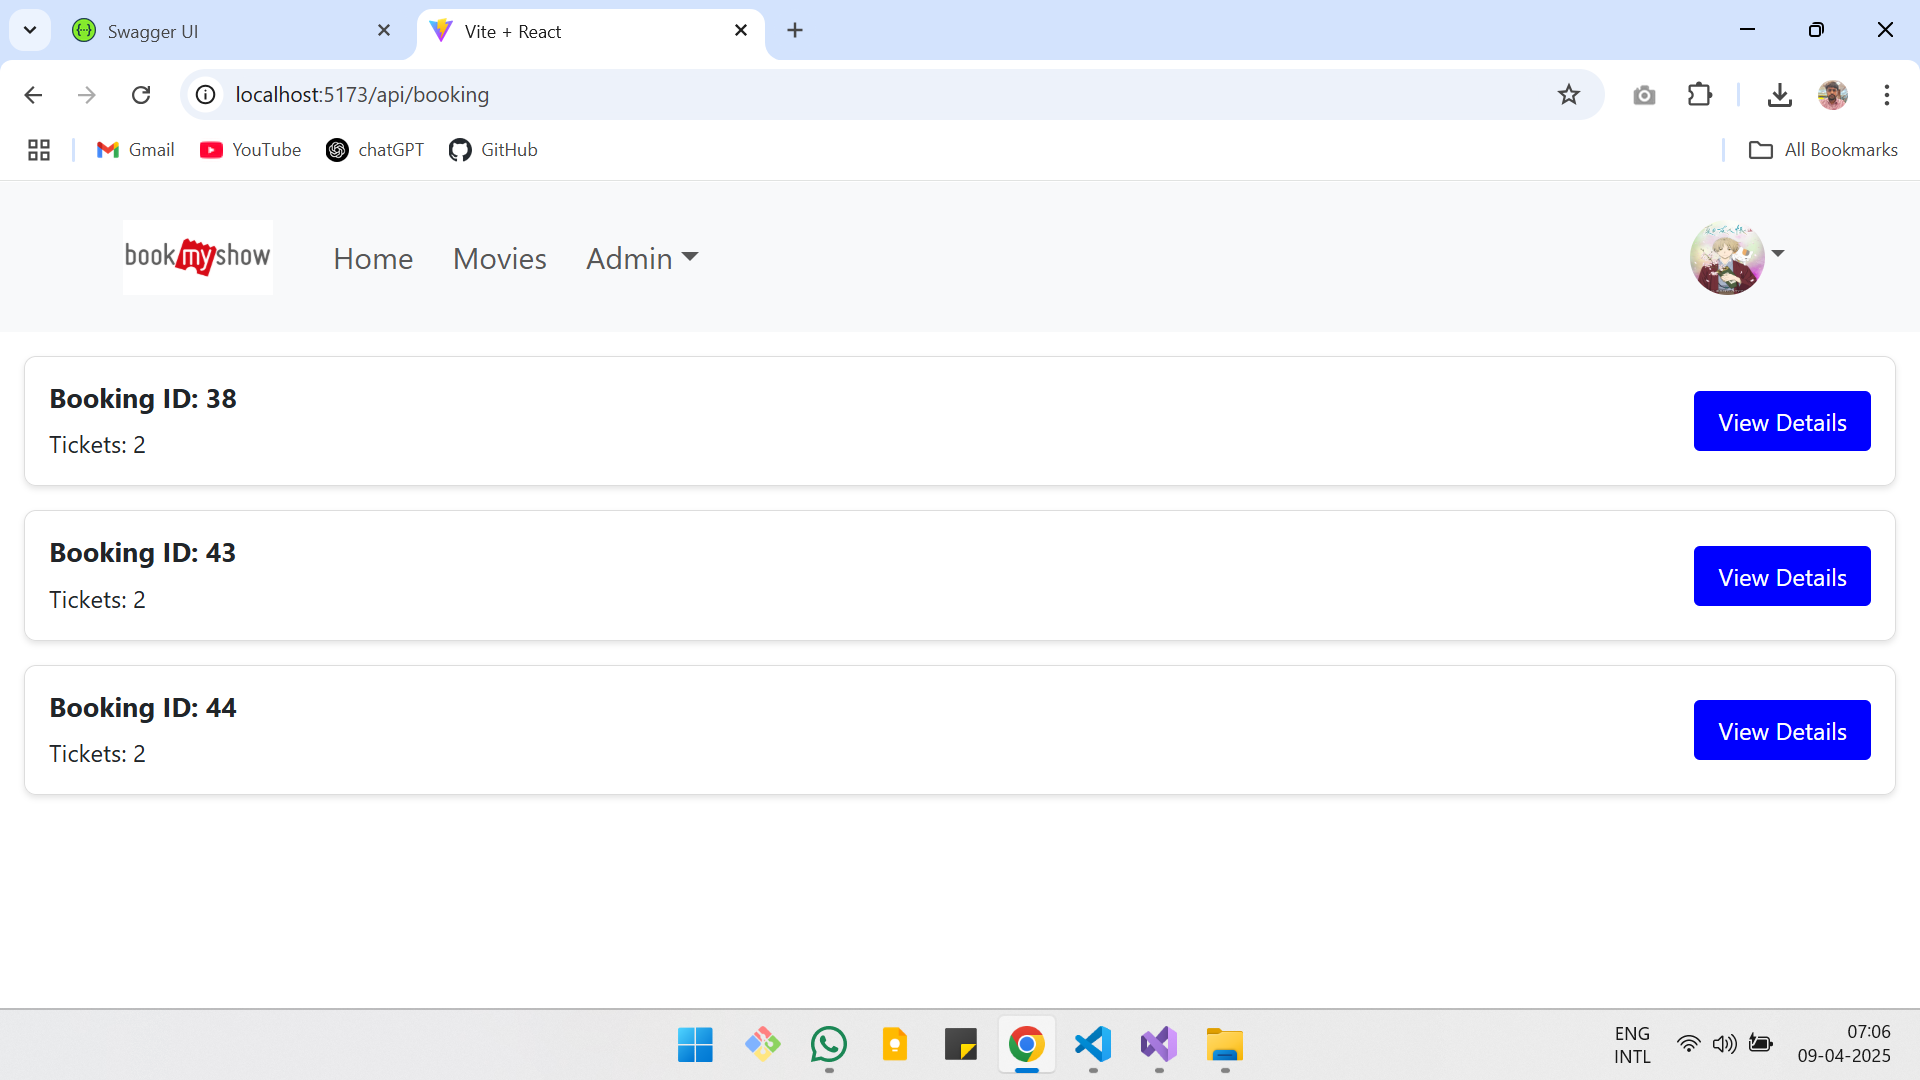 Swagger UI
Vite + React
localhost:5173/api/booking
Gmail
YouTube
chatGPT
GitHub
All Bookmarks
bookmyshow
Home
Movies
Admin
Booking ID: 38
Tickets: 2
View Details
Booking ID: 43
Tickets: 2
View Details
Booking ID: 44
Tickets: 2
View Details
ENG
INTL
07:06
09-04-2025